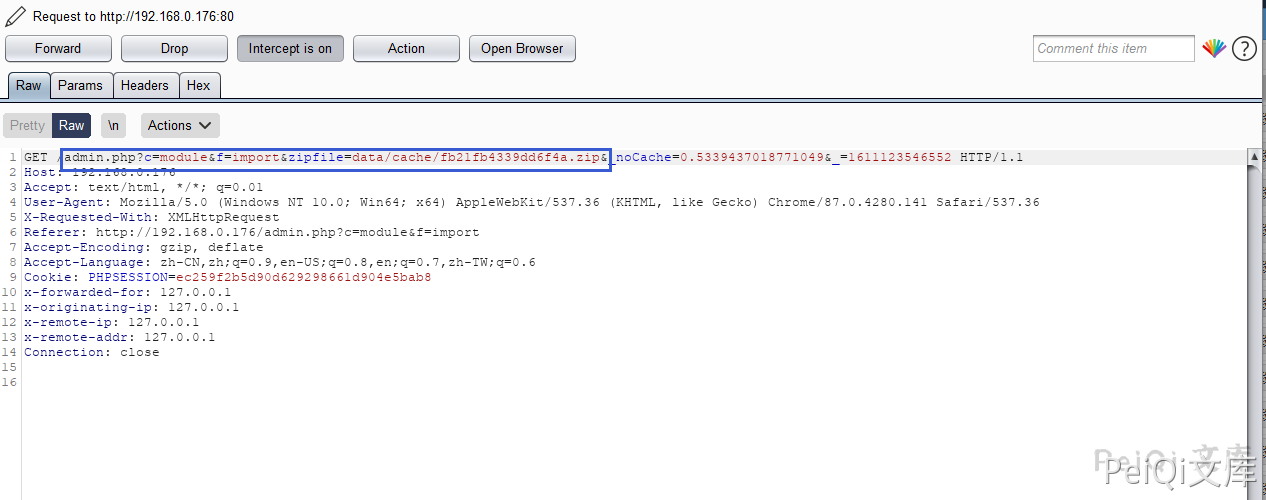 Request to http://192.168.0.176:80
Forward Drop Intercept is on Action Open Browser Comment this item ?
Raw Params Headers Hex
Pretty Raw \n Actions
1 GET /admin.php?c=module&f=import&zipfile=data/cache/fb21fb4339dd6f4a.zip&_noCache=0.5339437018771049&_=1611123546552 HTTP/1.1
2 Host: 192.168.0.176
3 Accept: text/html, */*; q=0.01
4 User-Agent: Mozilla/5.0 (Windows NT 10.0; Win64; x64) AppleWebKit/537.36 (KHTML, like Gecko) Chrome/87.0.4280.141 Safari/537.36
5 X-Requested-With: XMLHttpRequest
6 Referer: http://192.168.0.176/admin.php?c=module&f=import
7 Accept-Encoding: gzip, deflate
8 Accept-Language: zh-CN,zh;q=0.9,en-US;q=0.8,en;q=0.7,zh-TW;q=0.6
9 Cookie: PHPSESSION=ec259f2b5d90d629298661d904e5bab8
10 x-forwarded-for: 127.0.0.1
11 x-originating-ip: 127.0.0.1
12 x-remote-ip: 127.0.0.1
13 x-remote-addr: 127.0.0.1
14 Connection: close
15
16
PeiQi 文库
PeiQi文库